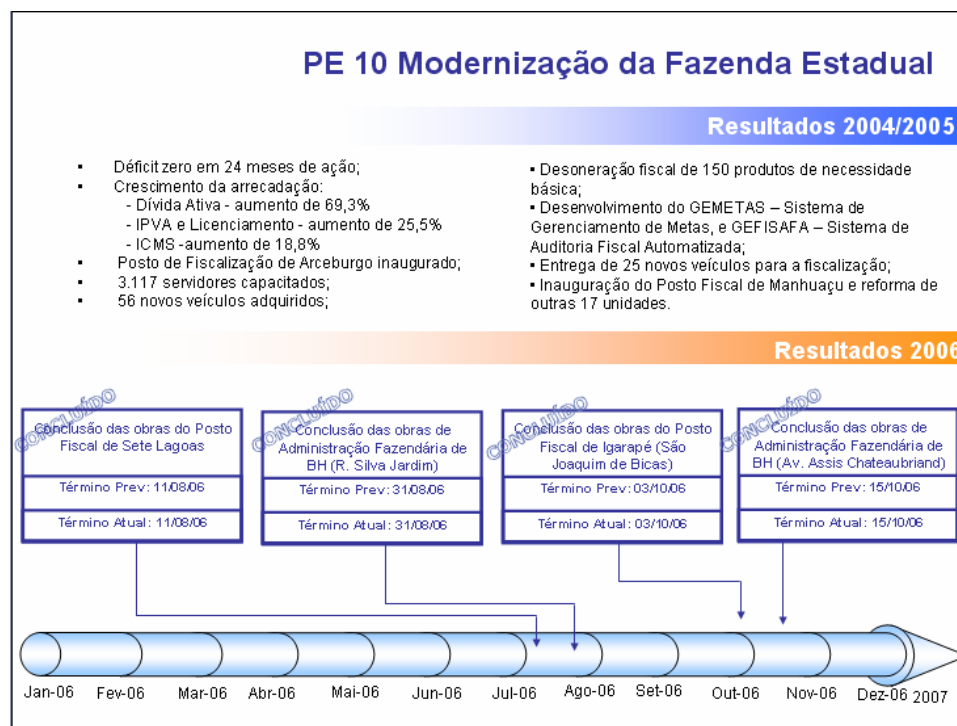 PE 10 Modernização da Fazenda Estadual
Resultados 2004/2005
▪ Déficit zero em 24 meses de ação;
▪ Crescimento da arrecadação:
- Dívida Ativa - aumento de 69,3%
- IPVA e Licenciamento - aumento de 25,5%
- ICMS -aumento de 18,8%
▪ Posto de Fiscalização de Arceburgo inaugurado;
▪ 3.117 servidores capacitados;
▪ 56 novos veículos adquiridos;
▪ Desoneração fiscal de 150 produtos de necessidade
básica;
▪ Desenvolvimento do GEMETAS – Sistema de
Gerenciamento de Metas, e GEFISAFA – Sistema de
Auditoria Fiscal Automatizada;
▪ Entrega de 25 novos veículos para a fiscalização;
▪ Inauguração do Posto Fiscal de Manhuaçu e reforma de
outras 17 unidades.
Resultados 2006
CONCLUÍDO
Conclusão das obras do Posto
Fiscal de Sete Lagoas
Término Prev: 11/08/06
Término Atual: 11/08/06
CONCLUÍDO
Conclusão das obras de
Administração Fazendária de
BH (R. Silva Jardim)
Término Prev: 31/08/06
Término Atual: 31/08/06
CONCLUÍDO
Conclusão das obras do Posto
Fiscal de Igarapé (São
Joaquim de Bicas)
Término Prev: 03/10/06
Término Atual: 03/10/06
CONCLUÍDO
Conclusão das obras de
Administração Fazendária de
BH (Av. Assis Chateaubriand)
Término Prev: 15/10/06
Término Atual: 15/10/06
Jan-06 Fev-06 Mar-06 Abr-06 Mai-06 Jun-06 Jul-06 Ago-06 Set-06 Out-06 Nov-06 Dez-06 2007